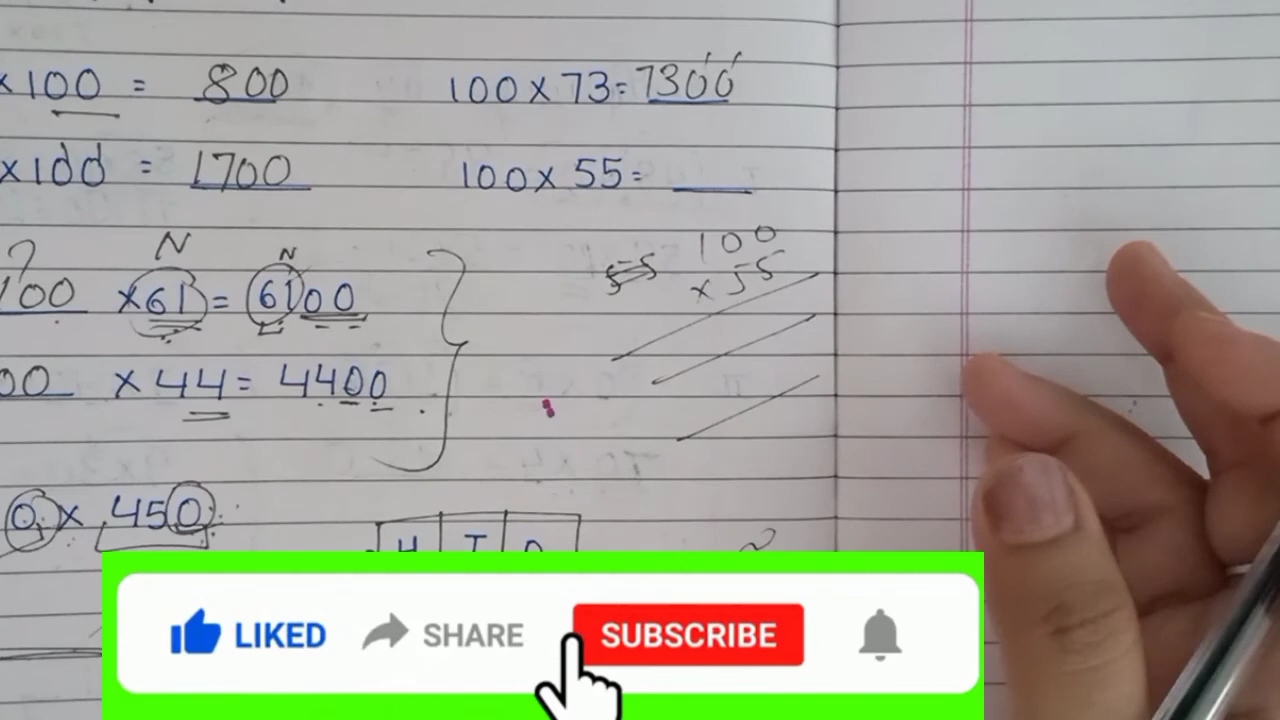 ×100 = 800
100×73=7300
×100 = 1700
100×55=
N
N
100
×55
100 ×61=6100
00 ×44=4400
0×450
H T O
LIKED SHARE SUBSCRIBE